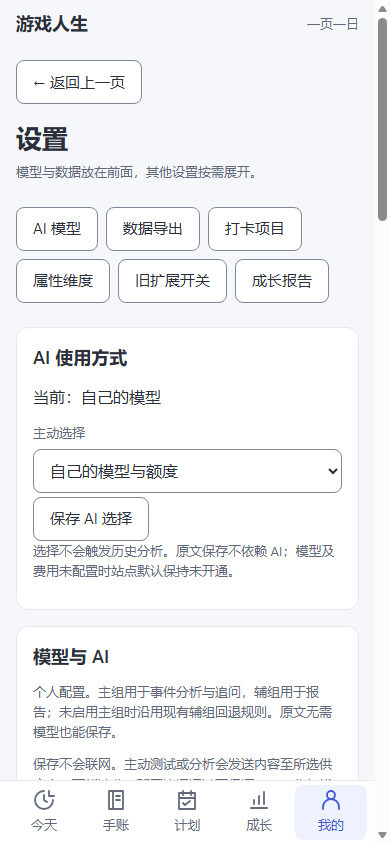 游戏人生
一页一日
← 返回上一页
设置
模型与数据放在前面，其他设置按需展开。
AI 模型
数据导出
打卡项目
属性维度
旧扩展开关
成长报告
AI 使用方式
当前：自己的模型
主动选择
自己的模型与额度
保存 AI 选择
选择不会触发历史分析。原文保存不依赖 AI；模型及
费用未配置时站点默认保持未开通。
模型与 AI
个人配置。主组用于事件分析与追问，辅组用于报
告；未启用主组时沿用现有辅组回退规则。原文无需
模型也能保存。
保存不会联网。主动测试或分析会发送内容至所选供
今天
手账
计划
成长
我的